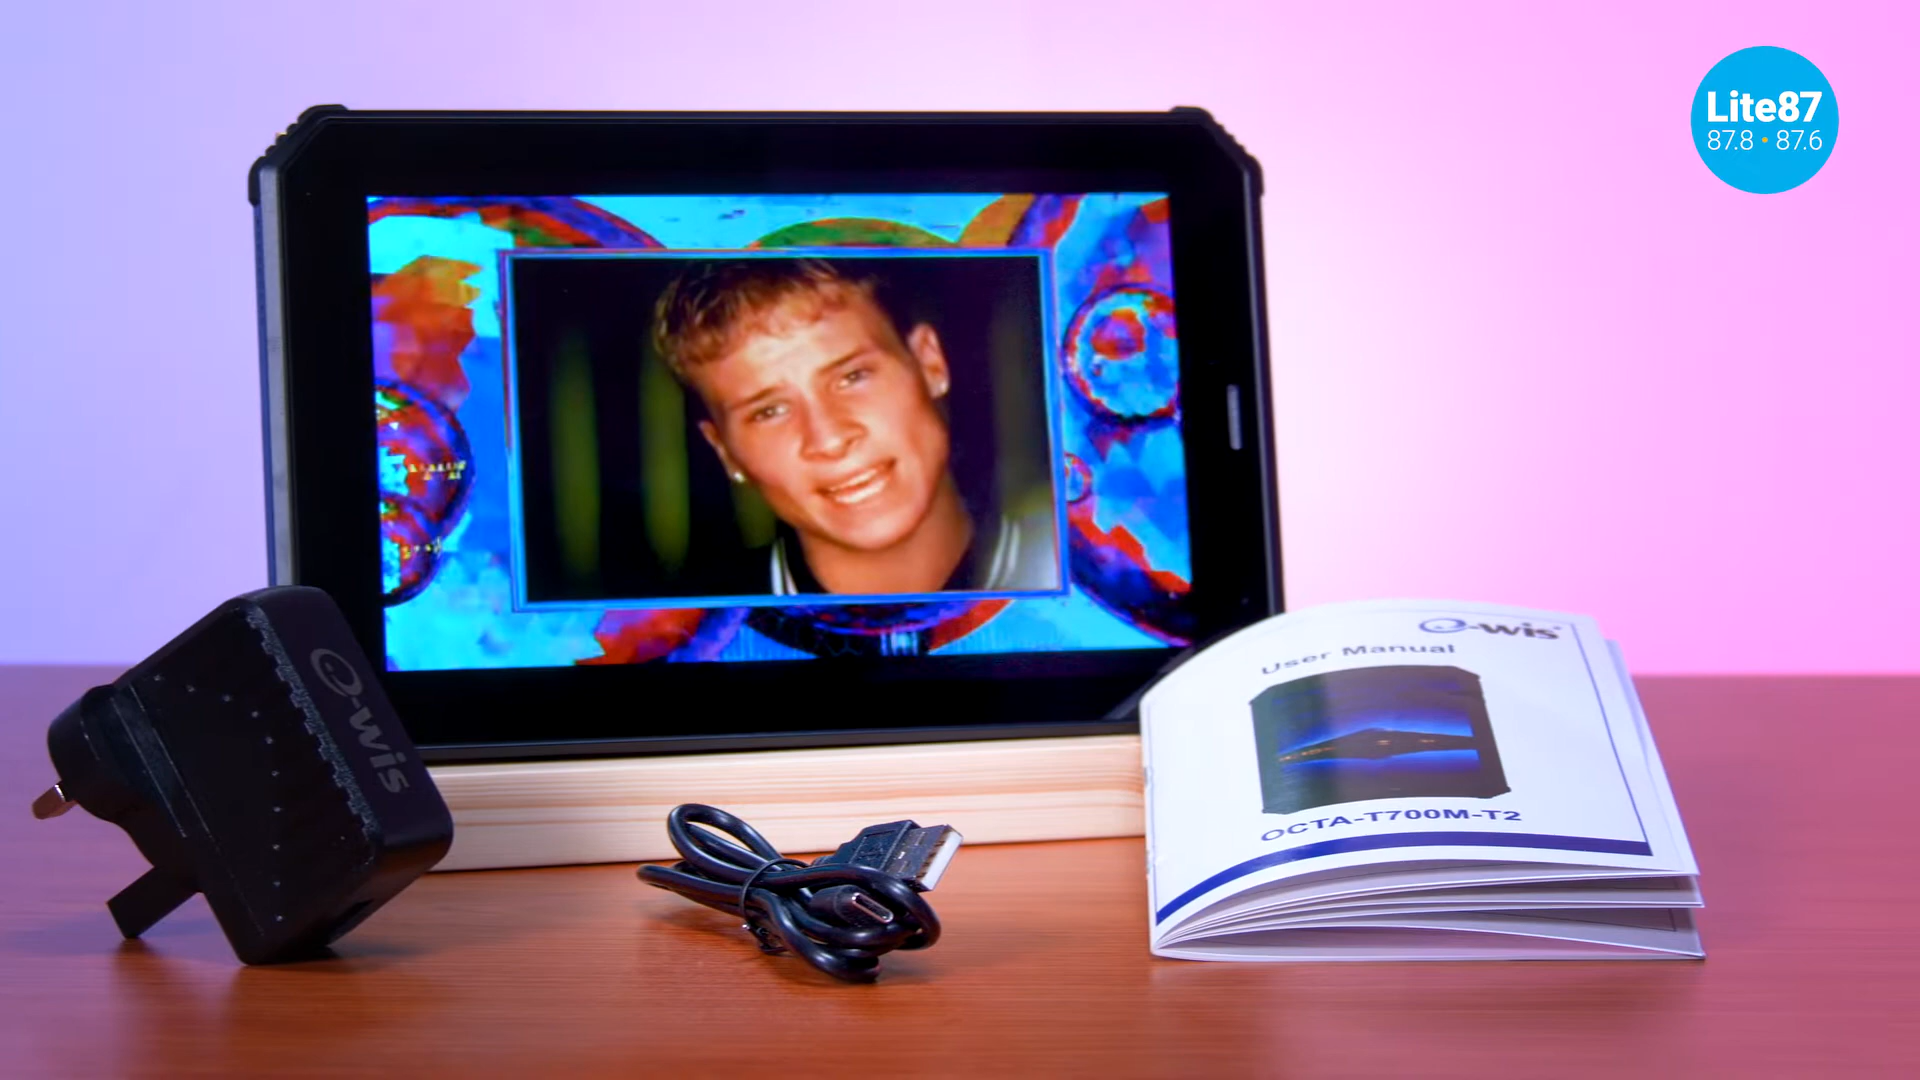 Lite87
87.8 • 87.6
e-wis
e-wis
User Manual
OCTA-T700M-T2